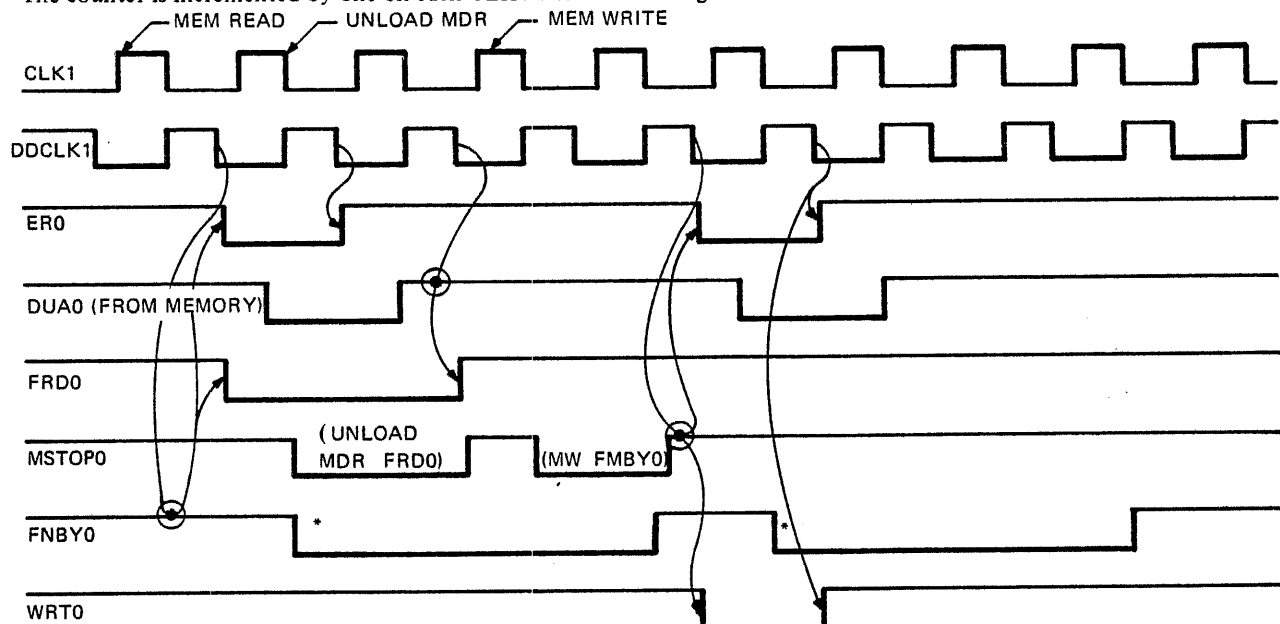 MEM READ UNLOAD MDR MEM WRITE
CLK1
DDCLK1
ER0
DUA0 (FROM MEMORY)
FRD0
(UNLOAD
MSTOP0 MDR FRD0) (MW FMBY0)
*
*
FNBY0
WRT0